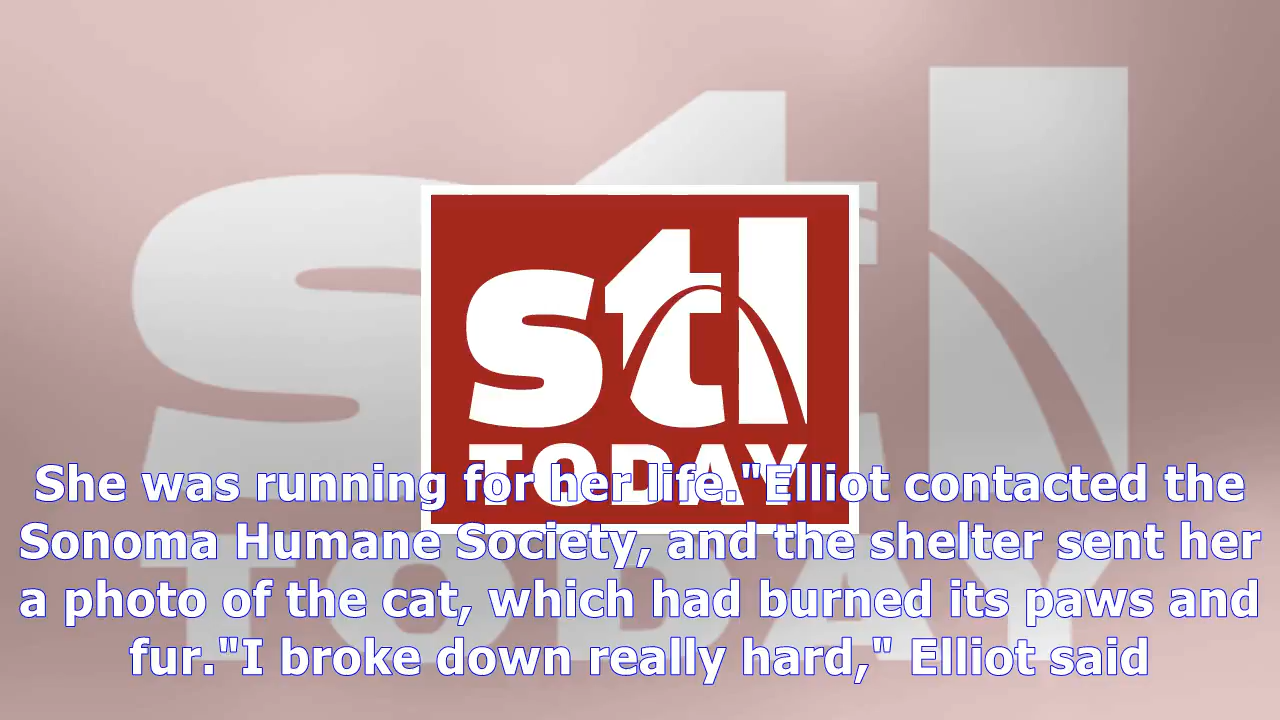 stl
TODAY
She was running for her life."Elliot contacted the
Sonoma Humane Society, and the shelter sent her
a photo of the cat, which had burned its paws and
fur."I broke down really hard," Elliot said